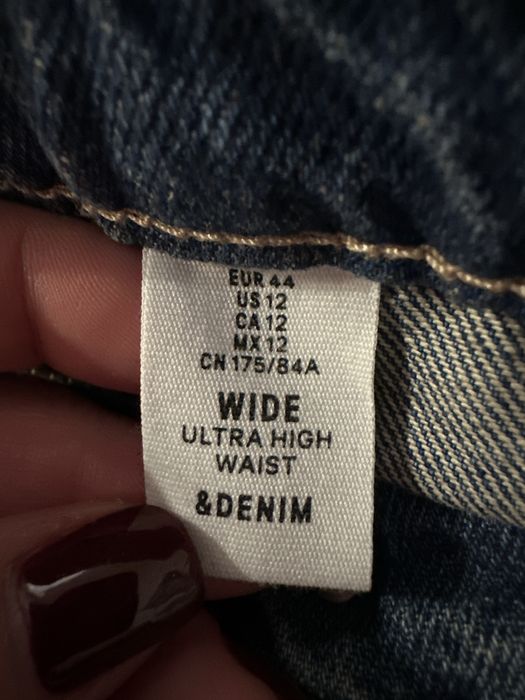 EUR 44
US 12
CA 12
MX 12
CN 175/84A
WIDE
ULTRA HIGH
WAIST
&DENIM